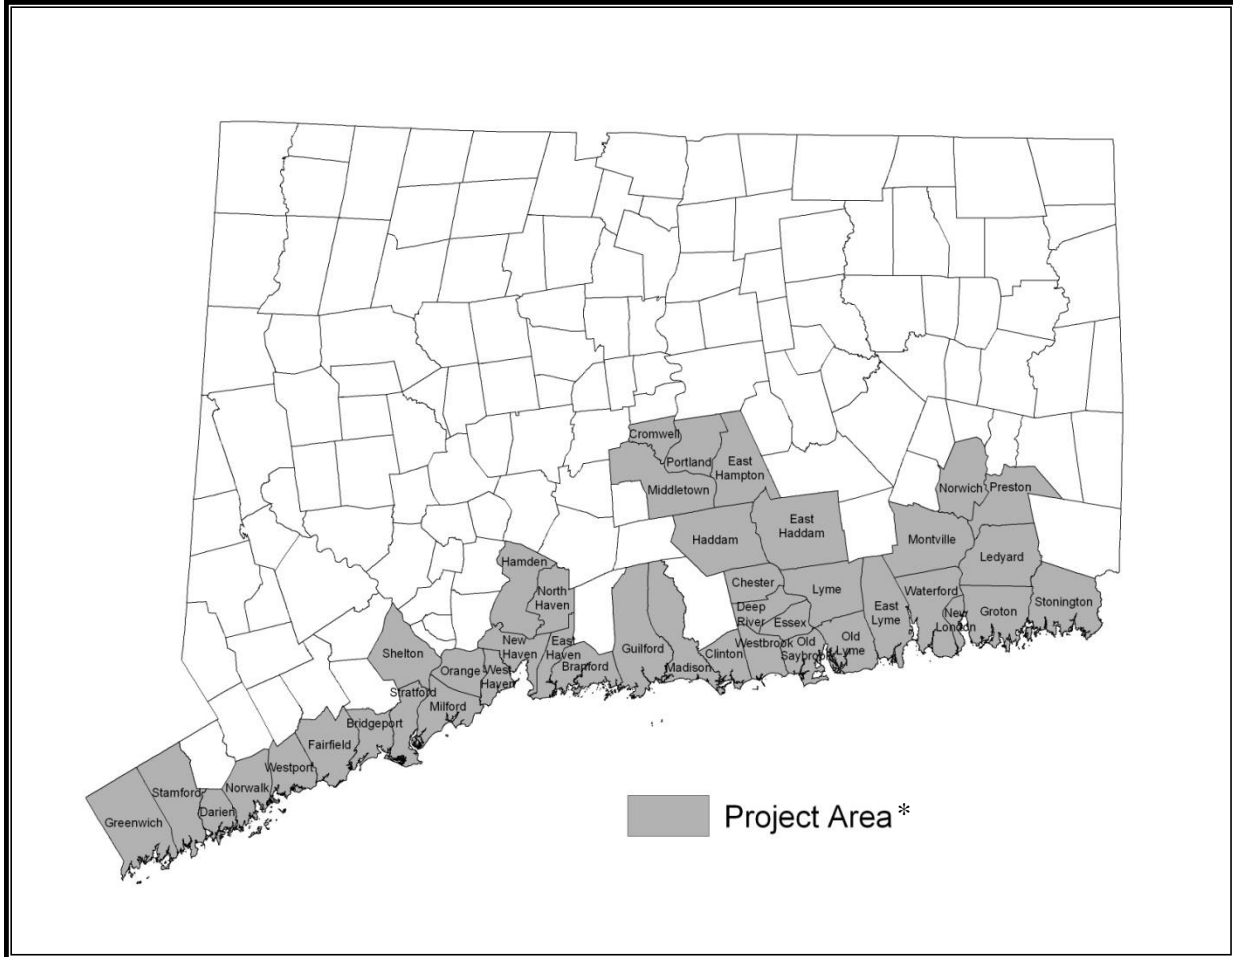 Cromwell
Portland
East
Hampton
Middletown
Norwich
Preston
Haddam
East
Haddam
Montville
Ledyard
Hamden
North
Haven
Chester
Lyme
Waterford
Deep
River
Essex
East
Lyme
New
London
Groton
Stonington
Shelton
Orange
West
Haven
New
Haven
East
Haven
Branford
Guilford
Madison
Clinton
Westbrook
Old
Saybrook
Old
Lyme
Stratford
Milford
Bridgeport
Fairfield
Westport
Norwalk
Stamford
Darien
Greenwich
Project Area*